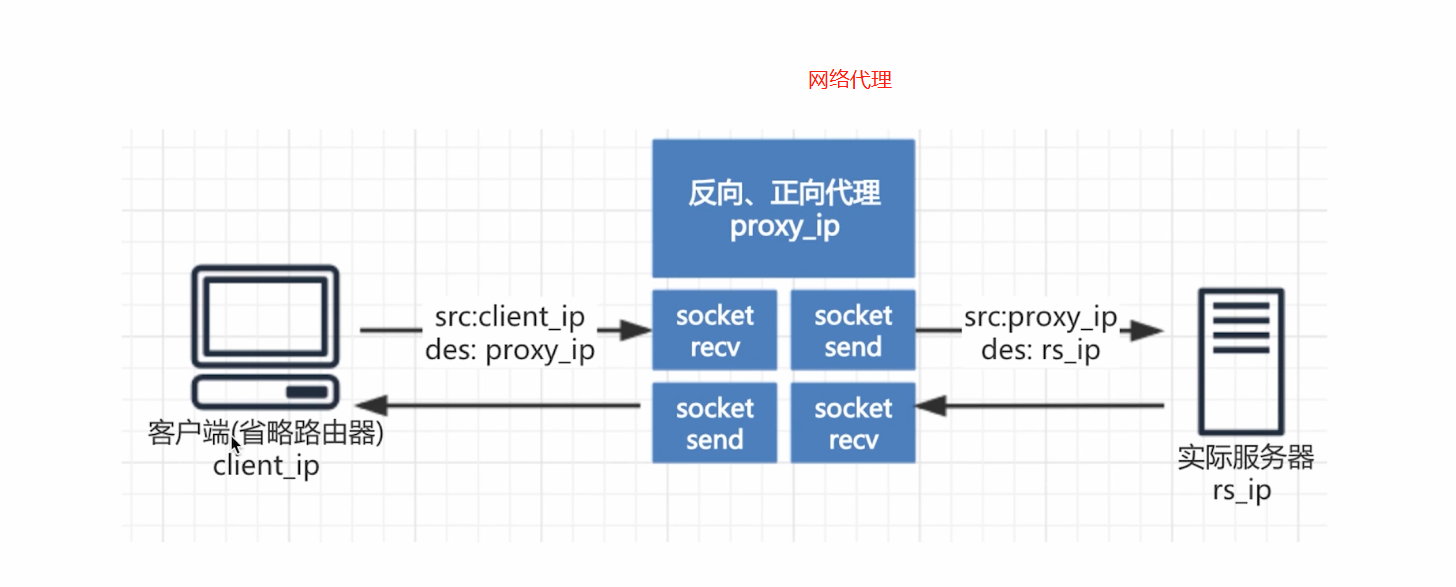 网络代理
反向、正向代理
proxy_ip
src:client_ip
des: proxy_ip
socket
recv
socket
send
src:proxy_ip
des: rs_ip
socket
send
socket
recv
客户端(省略路由器)
client_ip
实际服务器
rs_ip